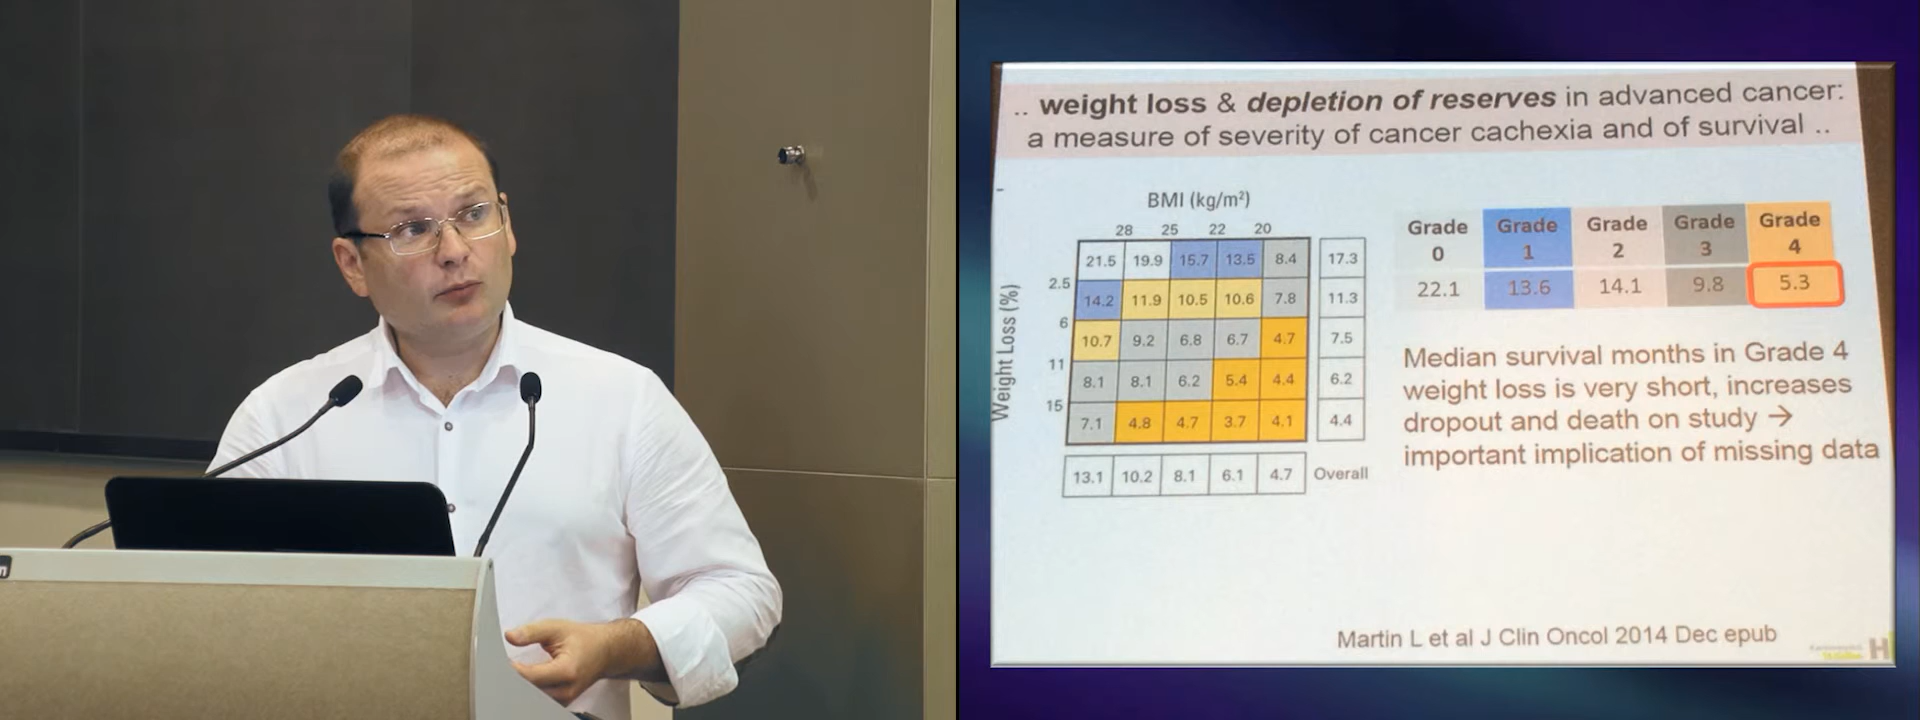 .. weight loss & depletion of reserves in advanced cancer:
a measure of severity of cancer cachexia and of survival ..
BMI (kg/m²)
28 25 22 20
Weight Loss (%)
21.5 19.9 15.7 13.5 8.4 17.3
2.5
14.2 11.9 10.5 10.6 7.8 11.3
6
10.7 9.2 6.8 6.7 4.7 7.5
11
8.1 8.1 6.2 5.4 4.4 6.2
15
7.1 4.8 4.7 3.7 4.1 4.4
13.1 10.2 8.1 6.1 4.7 Overall
Grade Grade Grade Grade Grade
0 1 2 3 4
22.1 13.6 14.1 9.8 5.3
Median survival months in Grade 4
weight loss is very short, increases
dropout and death on study →
important implication of missing data
Martin L et al J Clin Oncol 2014 Dec epub
H